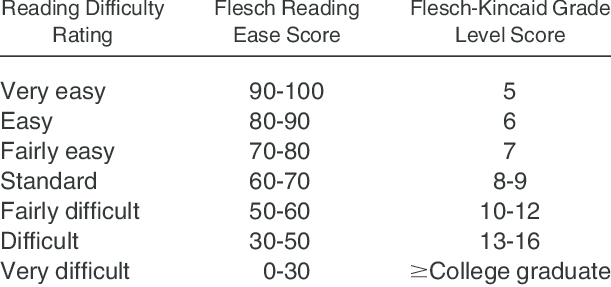 Reading Difficulty Flesch Reading Flesch-Kincaid Grade
Rating Ease Score Level Score
Very easy 90-100 5
Easy 80-90 6
Fairly easy 70-80 7
Standard 60-70 8-9
Fairly difficult 50-60 10-12
Difficult 30-50 13-16
Very difficult 0-30 ≧College graduate